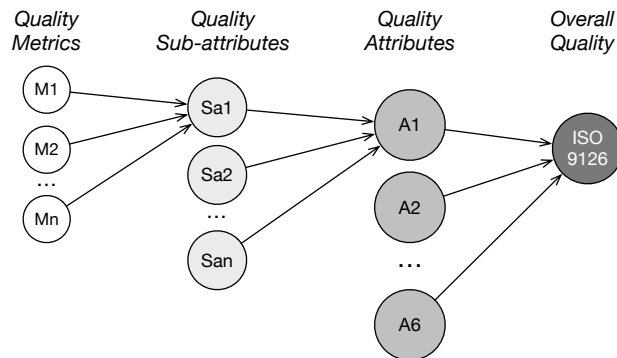 Quality
Metrics
Quality
Sub-attributes
Quality
Attributes
Overall
Quality
M1
M2
...
Mn
Sa1
Sa2
...
San
A1
A2
...
A6
ISO
9126